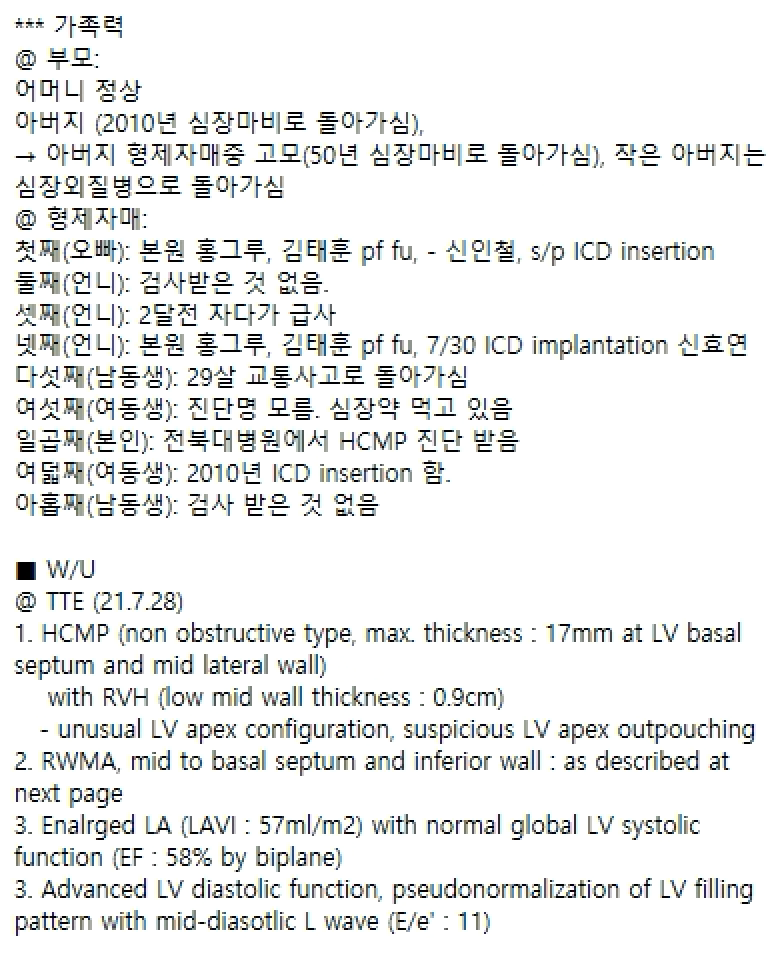 *** 가족력
@ 부모:
어머니 정상
아버지 (2010년 심장마비로 돌아가심),
→ 아버지 형제자매중 고모(50년 심장마비로 돌아가심), 작은 아버지는
심장외질병으로 돌아가심
@ 형제자매:
첫째(오빠): 본원 홍그루, 김태훈 pf fu, - 신인철, s/p ICD insertion
둘째(언니): 검사받은 것 없음.
셋째(언니): 2달전 자다가 급사
넷째(언니): 본원 홍그루, 김태훈 pf fu, 7/30 ICD implantation 신효연
다섯째(남동생): 29살 교통사고로 돌아가심
여섯째(여동생): 진단명 모름. 심장약 먹고 있음
일곱째(본인): 전북대병원에서 HCMP 진단 받음
여덟째(여동생): 2010년 ICD insertion 함.
아홉째(남동생): 검사 받은 것 없음
■ W/U
@ TTE (21.7.28)
1. HCMP (non obstructive type, max. thickness : 17mm at LV basal
septum and mid lateral wall)
with RVH (low mid wall thickness : 0.9cm)
- unusual LV apex configuration, suspicious LV apex outpouching
2. RWMA, mid to basal septum and inferior wall : as described at
next page
3. Enalrged LA (LAVI : 57ml/m2) with normal global LV systolic
function (EF : 58% by biplane)
3. Advanced LV diastolic function, pseudonormalization of LV filling
pattern with mid-diasotlic L wave (E/e' : 11)